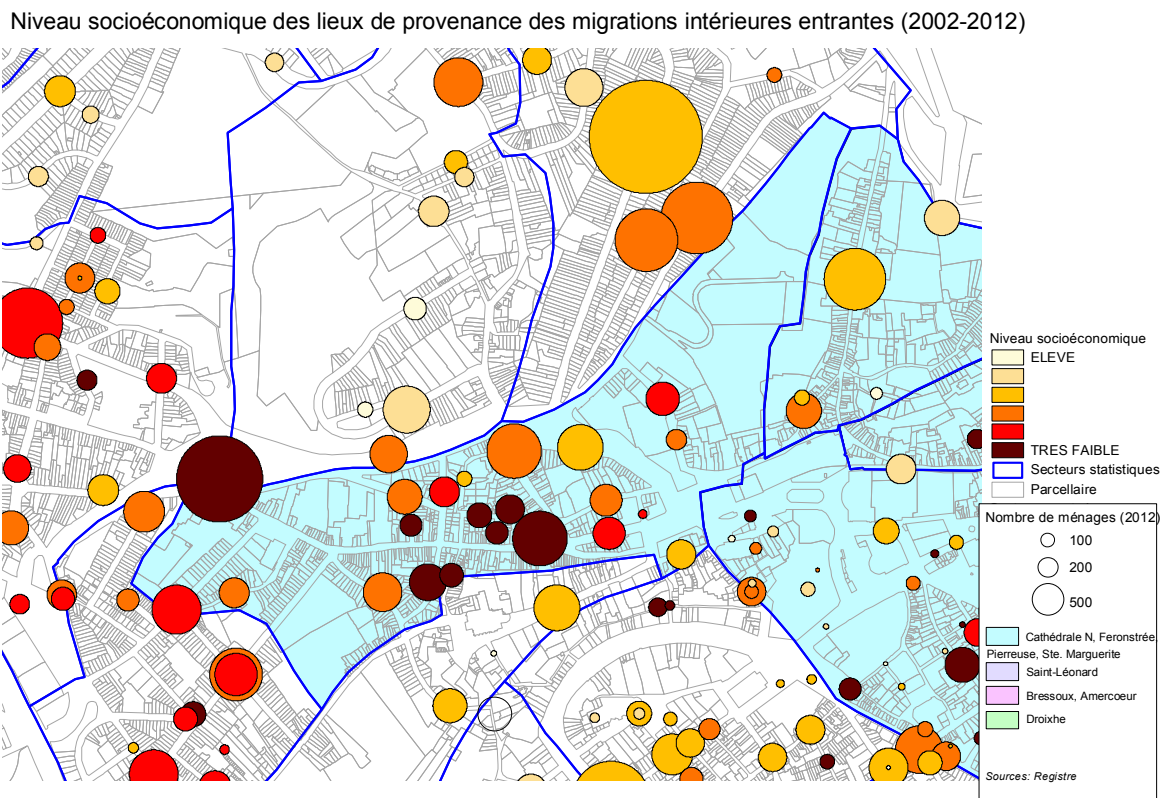 Niveau socioéconomique des lieux de provenance des migrations intérieures entrantes (2002-2012)
Niveau socioéconomique
ELEVE
TRES FAIBLE
Secteurs statistiques
Parcellaire
Nombre de ménages (2012)
100
200
500
Cathédrale N, Feronstrée,
Pierreuse, Ste. Marguerite
Saint-Léonard
Bressoux, Amercœur
Droixhe
Sources: Registre